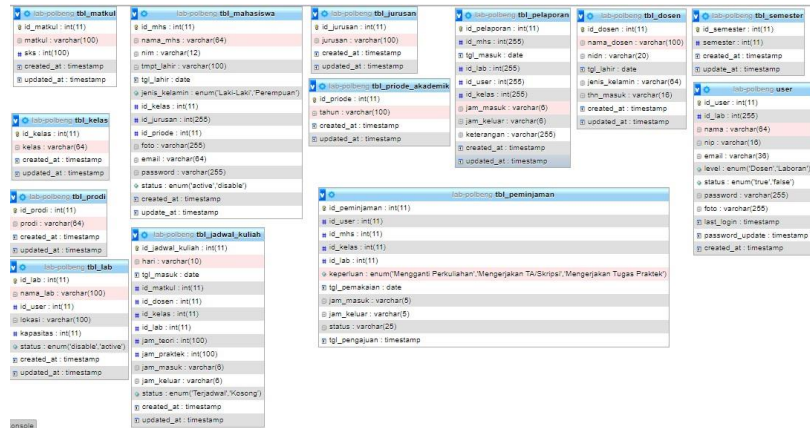 lab-polbeng tbl_matkul
id_matkul : int(11)
matkul : varchar(100)
sks : int(100)
created_at : timestamp
updated_at : timestamp
lab-polbeng tbl_kelas
id_kelas : int(11)
kelas : varchar(64)
created_at : timestamp
updated_at : timestamp
lab-polbeng tbl_prodi
id_prodi : int(11)
prodi : varchar(64)
created_at : timestamp
updated_at : timestamp
lab-polbeng tbl_lab
id_lab : int(11)
nama_lab : varchar(100)
id_user : int(11)
lokasi : varchar(100)
kapasitas : int(11)
status : enum('disable','active')
created_at : timestamp
updated_at : timestamp
lab-polbeng tbl_mahasiswa
id_mhs : int(11)
nama_mhs : varchar(64)
nim : varchar(12)
tmpt_lahir : varchar(100)
tgl_lahir : date
jenis_kelamin : enum('Laki-Laki','Perempuan')
id_kelas : int(11)
id_jurusan : int(255)
id_priode : int(11)
foto : varchar(255)
email : varchar(64)
password : varchar(255)
status : enum('active','disable')
created_at : timestamp
update_at : timestamp
lab-polbeng tbl_jadwal_kuliah
id_jadwal_kuliah : int(11)
hari : varchar(10)
tgl_masuk : date
id_matkul : int(11)
id_dosen : int(11)
id_kelas : int(11)
id_lab : int(11)
jam_teori : int(100)
jam_praktek : int(100)
jam_masuk : varchar(6)
jam_keluar : varchar(6)
status : enum('Terjadwal','Kosong')
created_at : timestamp
updated_at : timestamp
lab-polbeng tbl_jurusan
id_jurusan : int(11)
jurusan : varchar(100)
created_at : timestamp
update_at : timestamp
lab-polbeng tbl_priode_akademik
id_priode : int(11)
tahun : varchar(100)
created_at : timestamp
updated_at : timestamp
lab-polbeng tbl_pelaporan
id_pelaporan : int(11)
id_mhs : int(255)
tgl_masuk : date
id_lab : int(255)
id_user : int(255)
id_kelas : int(255)
jam_masuk : varchar(6)
jam_keluar : varchar(6)
keterangan : varchar(255)
created_at : timestamp
updated_at : timestamp
lab-polbeng tbl_dosen
id_dosen : int(11)
nama_dosen : varchar(100)
nidn : varchar(20)
tgl_lahir : date
jenis_kelamin : varchar(64)
thn_masuk : varchar(16)
created_at : timestamp
updated_at : timestamp
lab-polbeng tbl_semester
id_semester : int(11)
semester : int(11)
created_at : timestamp
update_at : timestamp
lab-polbeng user
id_user : int(11)
id_lab : int(255)
nama : varchar(64)
nip : varchar(16)
email : varchar(36)
level : enum('Dosen','Laboran')
status : enum('true','false')
password : varchar(255)
foto : varchar(255)
last_login : timestamp
password_update : timestamp
created_at : timestamp
lab-polbeng tbl_peminjaman
id_peminjaman : int(11)
id_user : int(11)
id_mhs : int(11)
id_kelas : int(11)
id_lab : int(11)
keperluan : enum('Mengganti Perkuliahan','Mengerjakan TA/Skripsi','Mengerjakan Tugas Praktek')
tgl_pemakaian : date
jam_masuk : varchar(5)
jam_keluar : varchar(5)
status : varchar(25)
tgl_pengajuan : timestamp
onsole